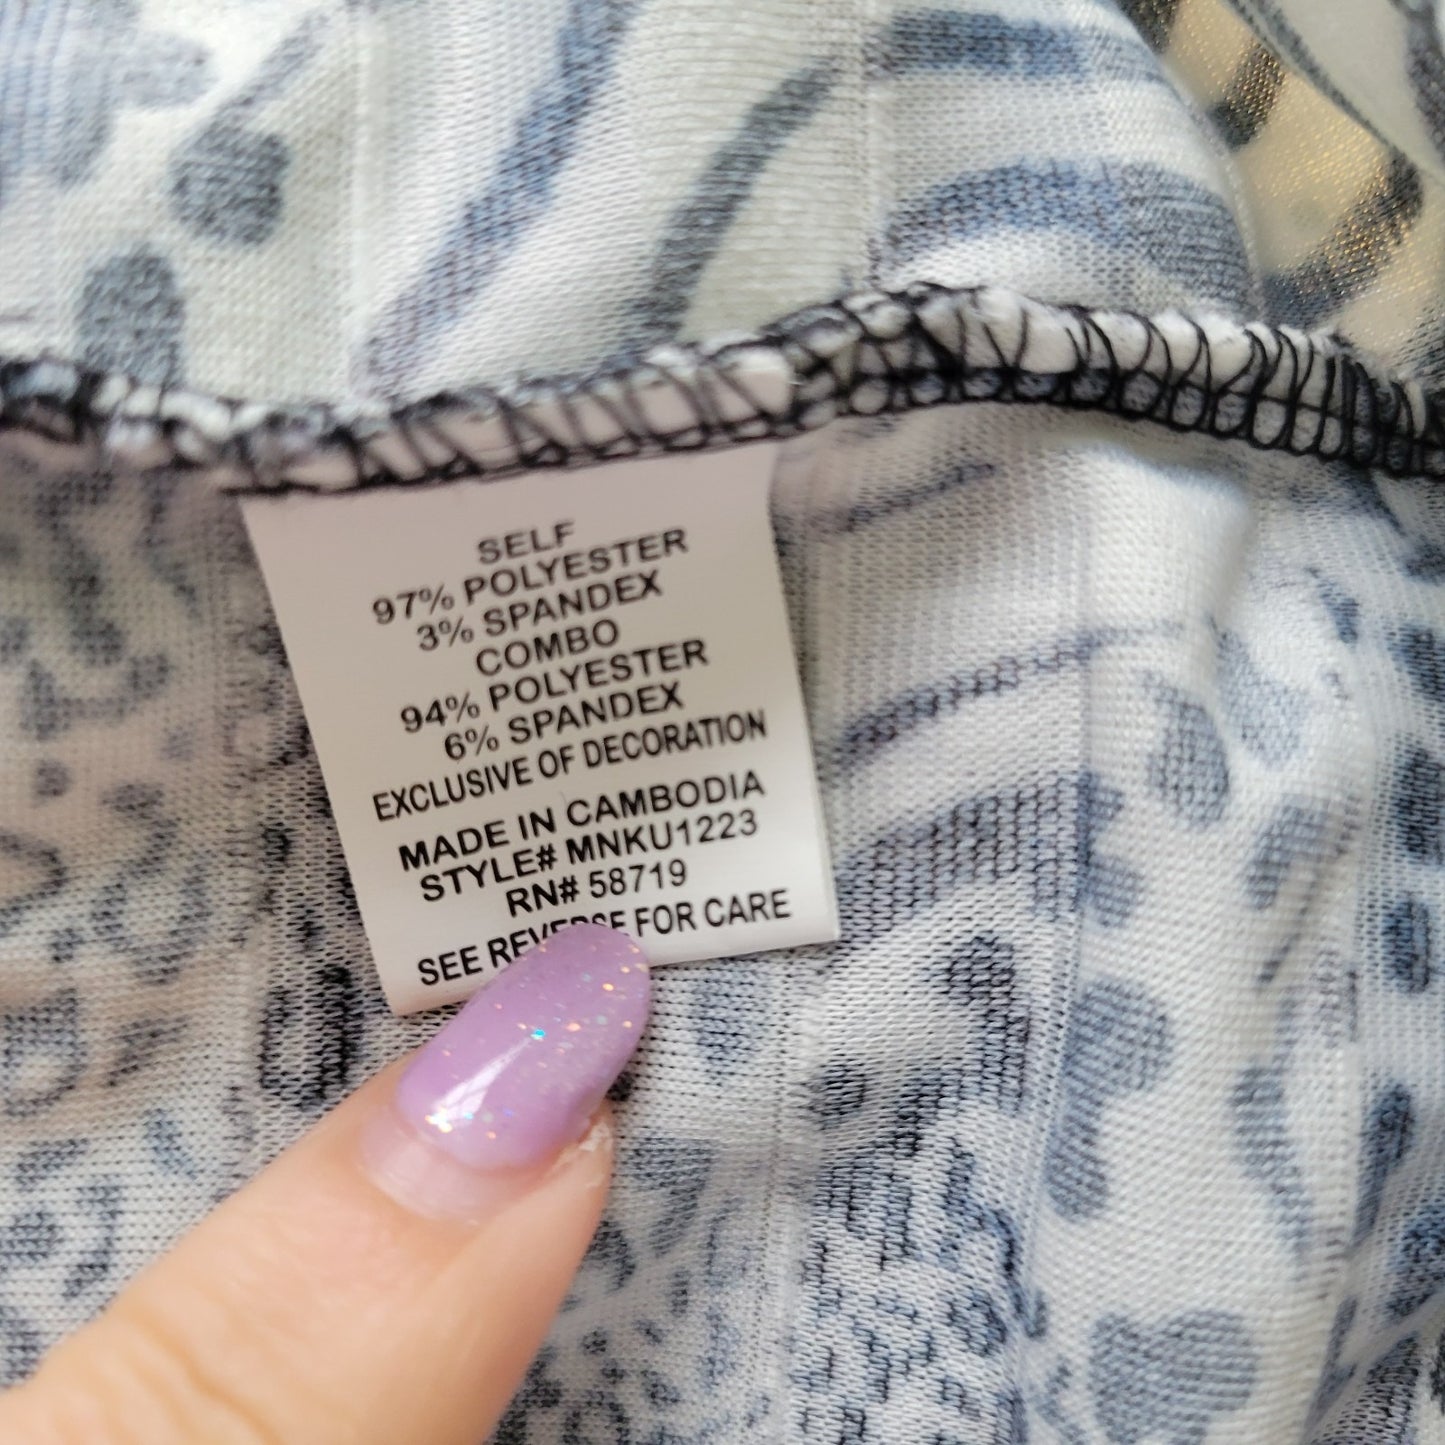 SELF
97% POLYESTER
3% SPANDEX
COMBO
94% POLYESTER
6% SPANDEX
EXCLUSIVE OF DECORATION
MADE IN CAMBODIA
STYLE# MNKU1223
RN# 58719
SEE REVERSE FOR CARE